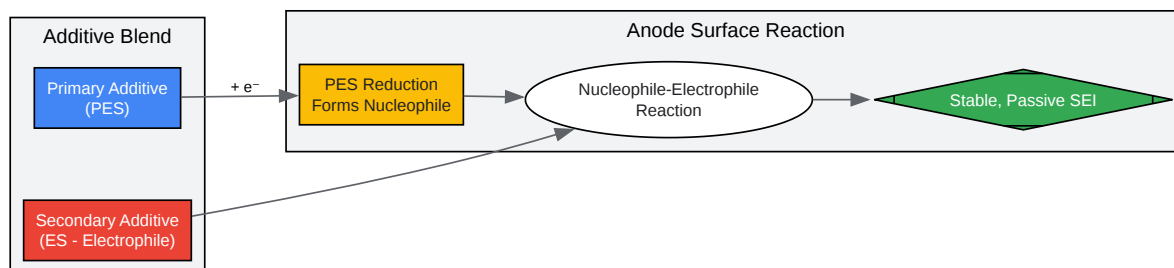 Additive Blend
Primary Additive
(PES)
Secondary Additive
(ES - Electrophile)
+ e⁻
Anode Surface Reaction
PES Reduction
Forms Nucleophile
Nucleophile-Electrophile
Reaction
Stable, Passive SEI